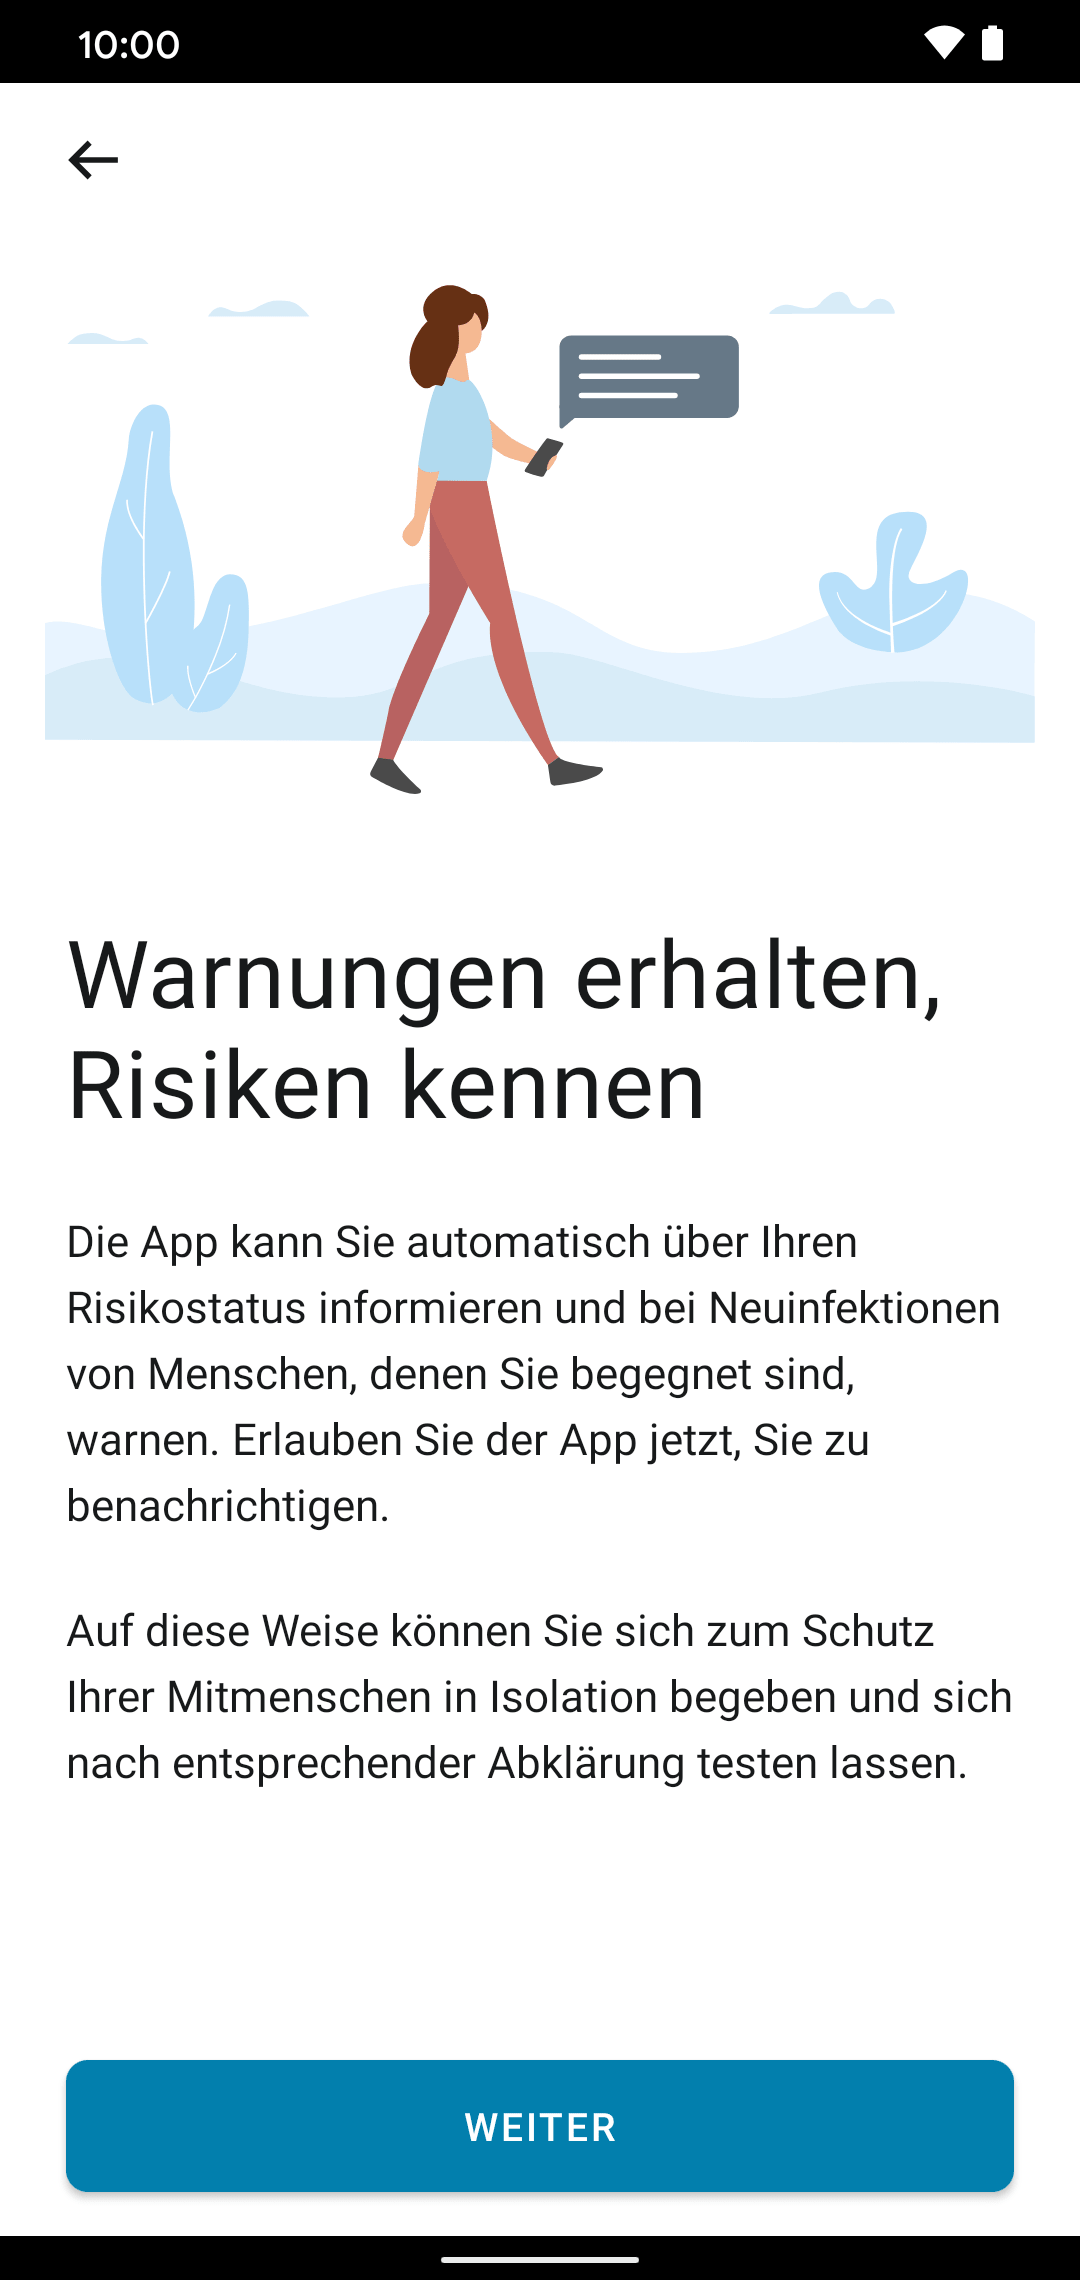 10:00
Warnungen erhalten,
Risiken kennen
Die App kann Sie automatisch über Ihren
Risikostatus informieren und bei Neuinfektionen
von Menschen, denen Sie begegnet sind,
warnen. Erlauben Sie der App jetzt, Sie zu
benachrichtigen.
Auf diese Weise können Sie sich zum Schutz
Ihrer Mitmenschen in Isolation begeben und sich
nach entsprechender Abklärung testen lassen.
WEITER